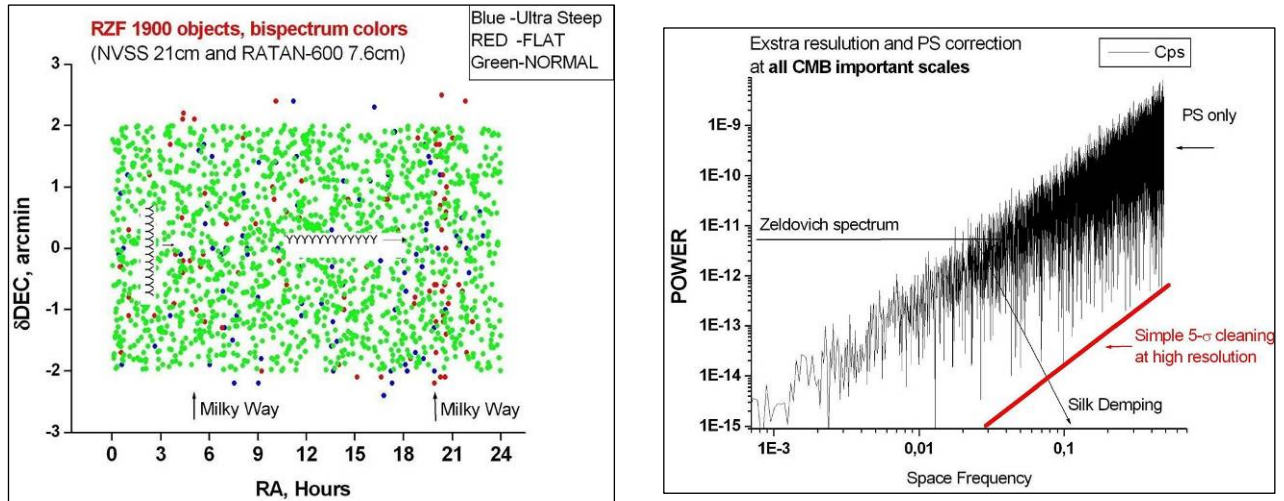 RZF 1900 objects, bispectrum colors
(NVSS 21cm and RATAN-600 7.6cm)
Blue -Ultra Steep
RED -FLAT
Green-NORMAL
3
2
1
0
-1
-2
-3
δDEC, arcmin
Milky Way
Milky Way
0 3 6 9 12 15 18 21 24
RA, Hours
Exstra resulution and PS correction
at all CMB important scales
Cps
PS only
1E-9
1E-10
1E-11
1E-12
1E-13
1E-14
1E-15
POWER
Zeldovich spectrum
Simple 5-σ cleaning
at high resolution
Silk Demping
1E-3 0,01 0,1
Space Frequency